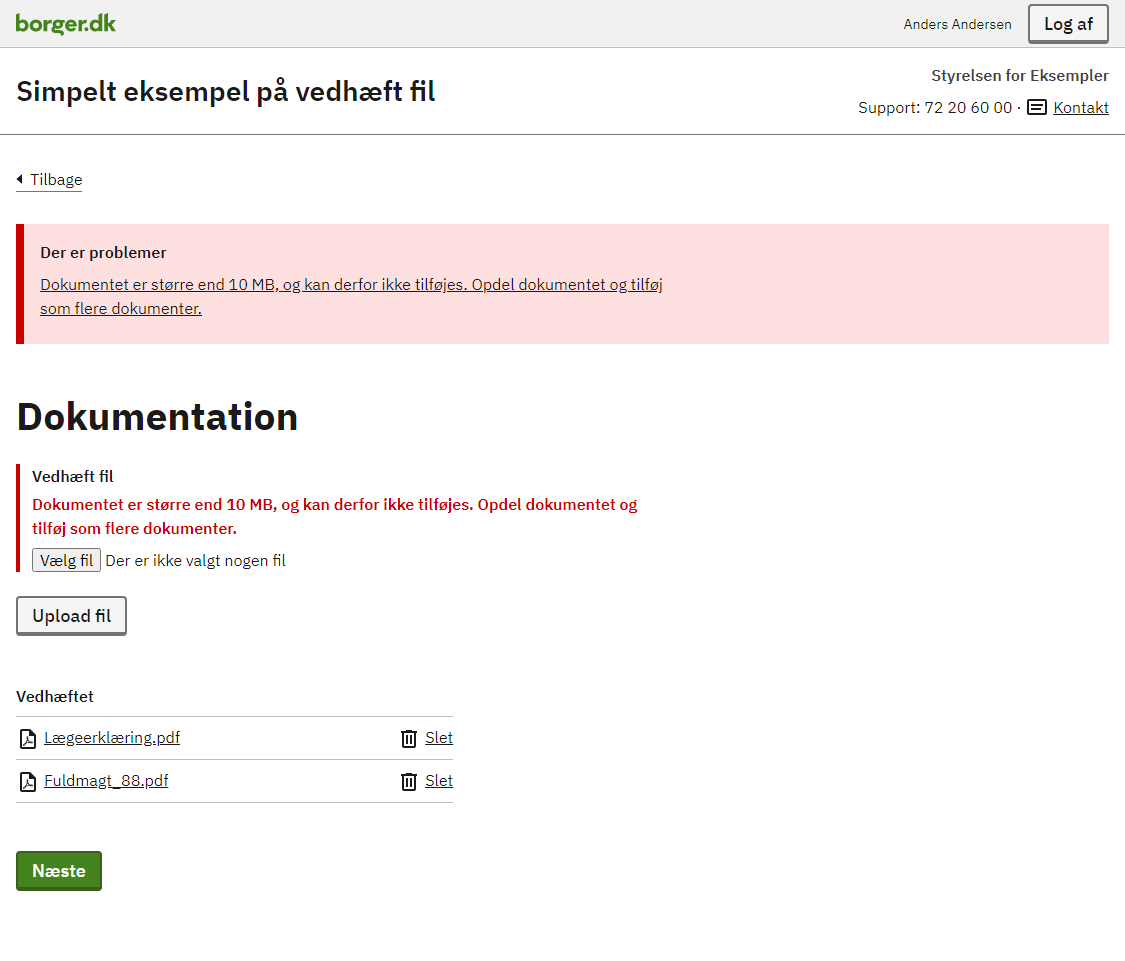 borger.dk
Anders Andersen
Log af
Simpelt eksempel på vedhæft fil
Styrelsen for Eksempler
Support: 72 20 60 00 · Kontakt
Tilbage
Der er problemer
Dokumentet er større end 10 MB, og kan derfor ikke tilføjes. Opdel dokumentet og tilføj
som flere dokumenter.
Dokumentation
Vedhæft fil
Dokumentet er større end 10 MB, og kan derfor ikke tilføjes. Opdel dokumentet og
tilføj som flere dokumenter.
Vælg fil Der er ikke valgt nogen fil
Upload fil
Vedhæftet
Lægeerklæring.pdf Slet
Fuldmagt_88.pdf Slet
Næste